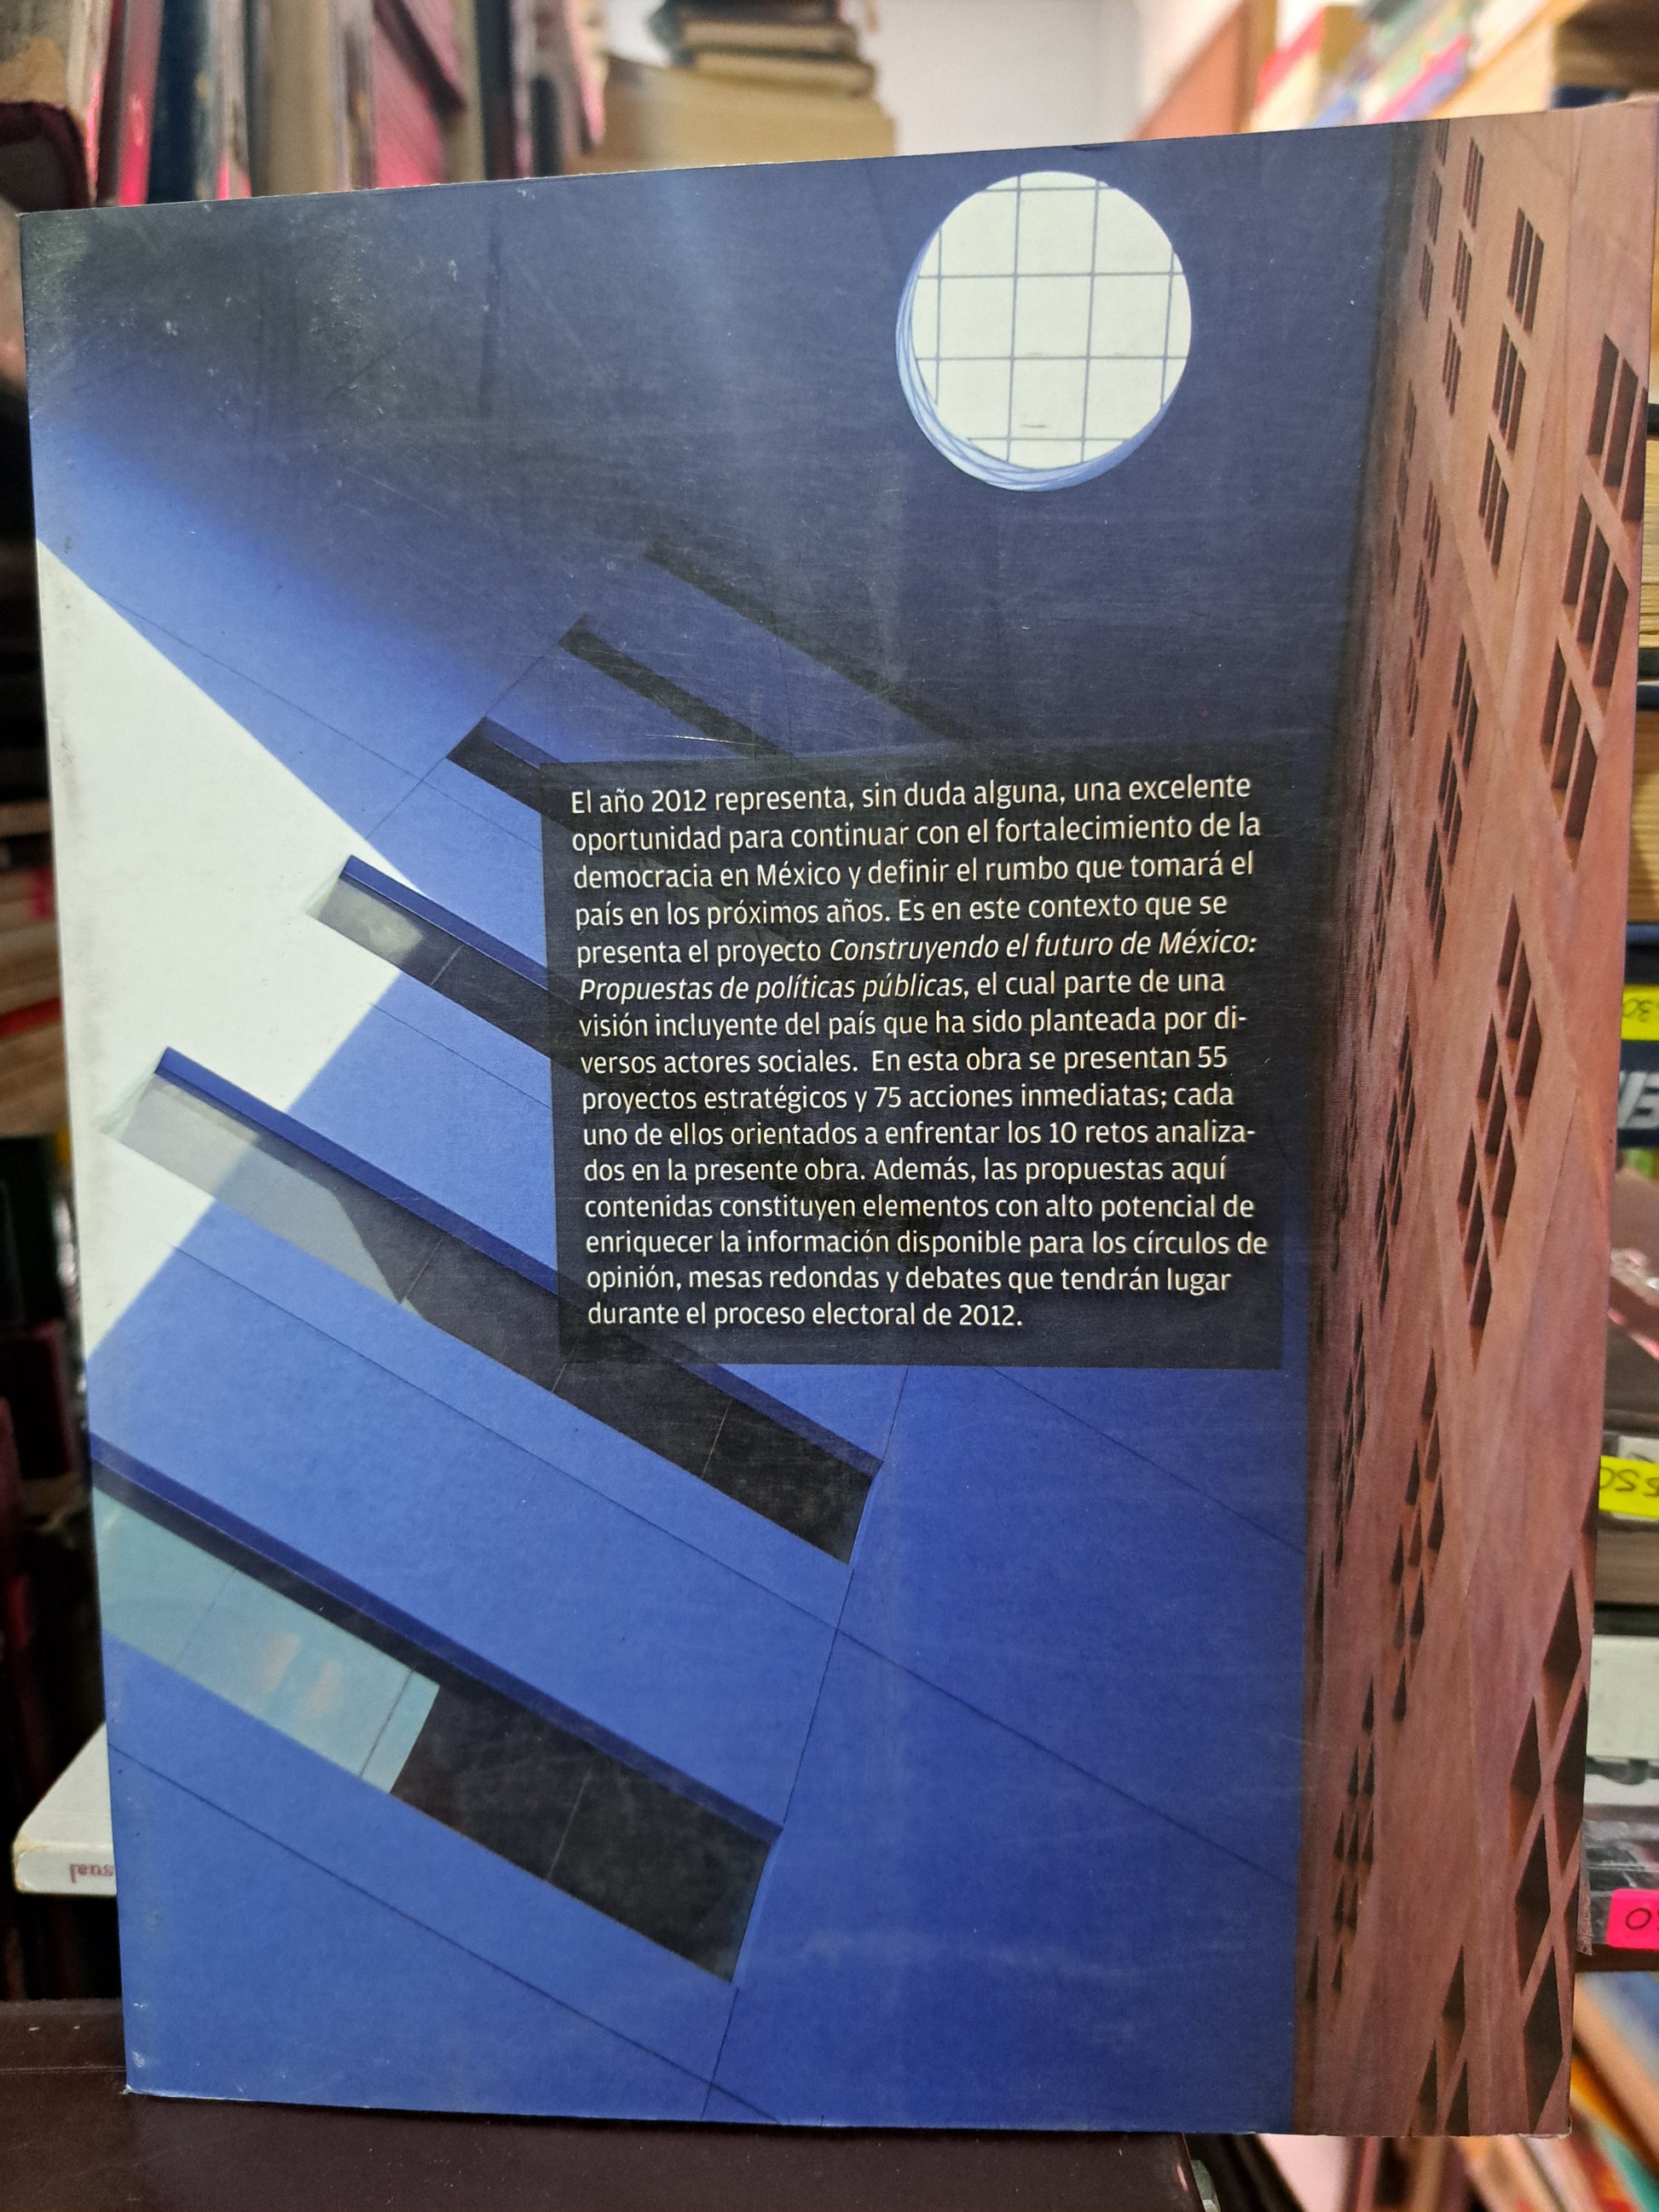 El año 2012 representa, sin duda alguna, una excelente
oportunidad para continuar con el fortalecimiento de la
democracia en México y definir el rumbo que tomará el
país en los próximos años. Es en este contexto que se
presenta el proyecto Construyendo el futuro de México:
Propuestas de políticas públicas, el cual parte de una
visión incluyente del país que ha sido planteada por di-
versos actores sociales. En esta obra se presentan 55
proyectos estratégicos y 75 acciones inmediatas; cada
uno de ellos orientados a enfrentar los 10 retos analiza-
dos en la presente obra. Además, las propuestas aquí
contenidas constituyen elementos con alto potencial de
enriquecer la información disponible para los círculos de
opinión, mesas redondas y debates que tendrán lugar
durante el proceso electoral de 2012.